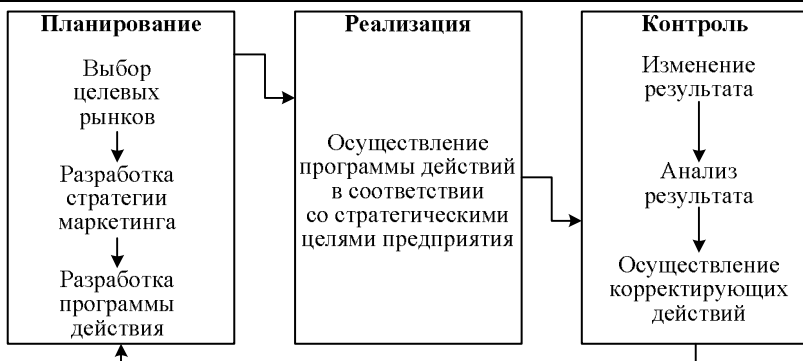 Планирование
Выбор
целевых
рынков
Разработка
стратегии
маркетинга
Разработка
программы
действия
Реализация
Осуществление
программы действий
в соответствии
со стратегическими
целями предприятия
Контроль
Изменение
результата
Анализ
результата
Осуществление
корректирующих
действий